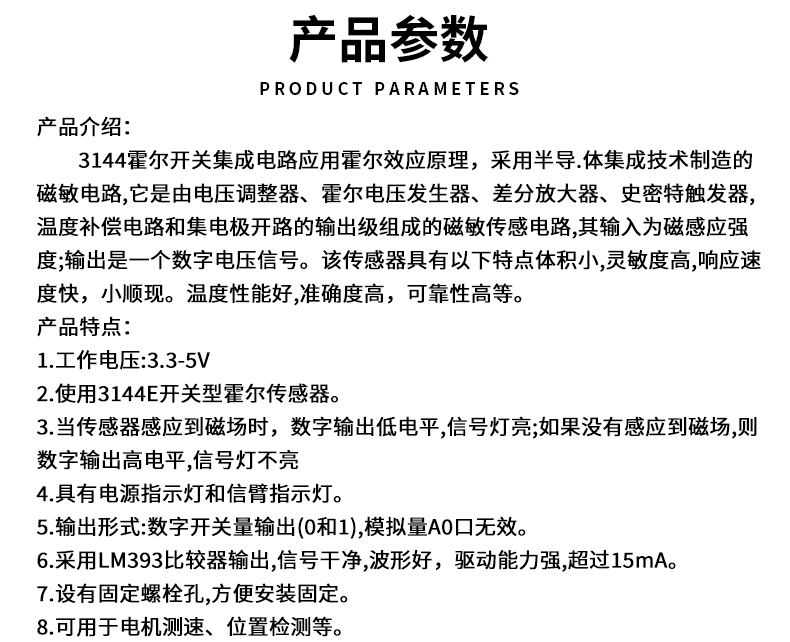 产品参数
PRODUCT PARAMETERS
产品介绍：
3144霍尔开关集成电路应用霍尔效应原理，采用半导.体集成技术制造的
磁敏电路,它是由电压调整器、霍尔电压发生器、差分放大器、史密特触发器,
温度补偿电路和集电极开路的输出级组成的磁敏传感电路,其输入为磁感应强
度;输出是一个数字电压信号。该传感器具有以下特点体积小,灵敏度高,响应速
度快，小顺现。温度性能好,准确度高，可靠性高等。
产品特点：
1.工作电压:3.3-5V
2.使用3144E开关型霍尔传感器。
3.当传感器感应到磁场时，数字输出低电平,信号灯亮;如果没有感应到磁场,则
数字输出高电平,信号灯不亮
4.具有电源指示灯和信臂指示灯。
5.输出形式:数字开关量输出(0和1),模拟量A0口无效。
6.采用LM393比较器输出,信号干净,波形好，驱动能力强,超过15mA。
7.设有固定螺栓孔,方便安装固定。
8.可用于电机测速、位置检测等。